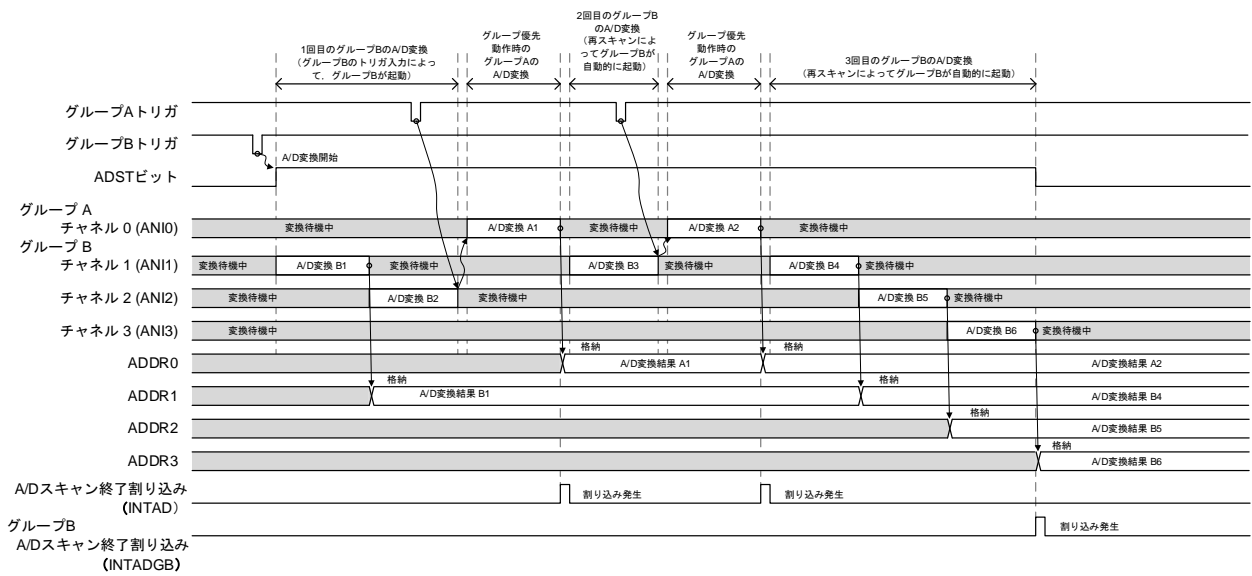 1回目のグループBのA/D変換
（グループBのトリガ入力によっ
て，グループBが起動）
グループ優先
動作時の
グループAの
A/D変換
2回目のグループB
のA/D変換
（再スキャンによ
ってグループBが
自動的に起動）
グループ優先
動作時の
グループAの
A/D変換
3回目のグループBのA/D変換
（再スキャンによってグループBが自動的に起動）
グループAトリガ
グループBトリガ
A/D変換開始
ADSTビット
グループ A
チャネル 0 (ANI0)
変換待機中
A/D変換 A1
変換待機中
A/D変換 A2
変換待機中
グループ B
チャネル 1 (ANI1)
変換待機中
A/D変換 B1
変換待機中
A/D変換 B3
変換待機中
A/D変換 B4
変換待機中
チャネル 2 (ANI2)
変換待機中
A/D変換 B2
変換待機中
A/D変換 B5
変換待機中
チャネル 3 (ANI3)
変換待機中
A/D変換 B6
変換待機中
ADDR0
格納
A/D変換結果 A1
格納
A/D変換結果 A2
ADDR1
格納
A/D変換結果 B1
格納
A/D変換結果 B4
ADDR2
格納
A/D変換結果 B5
ADDR3
格納
A/D変換結果 B6
A/Dスキャン終了割り込み
(INTAD）
割り込み発生
割り込み発生
グループB
A/Dスキャン終了割り込み
(INTADGB)
割り込み発生